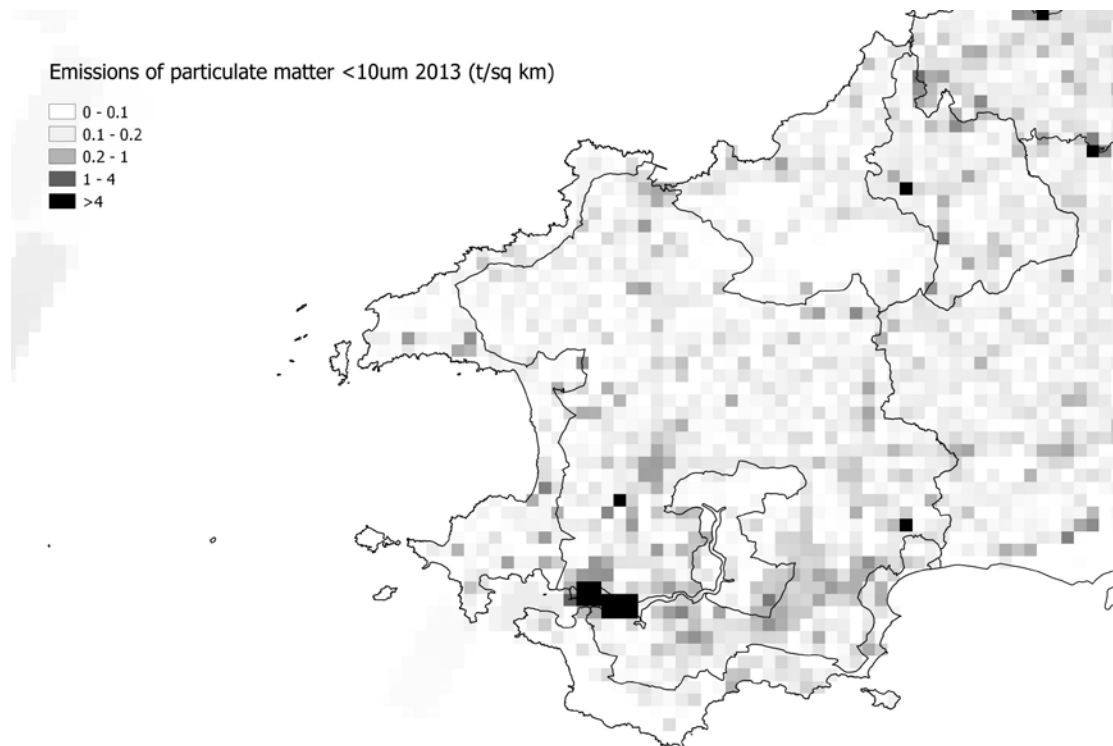 Emissions of particulate matter <10um 2013 (t/sq km)
0 - 0.1
0.1 - 0.2
0.2 - 1
1 - 4
>4